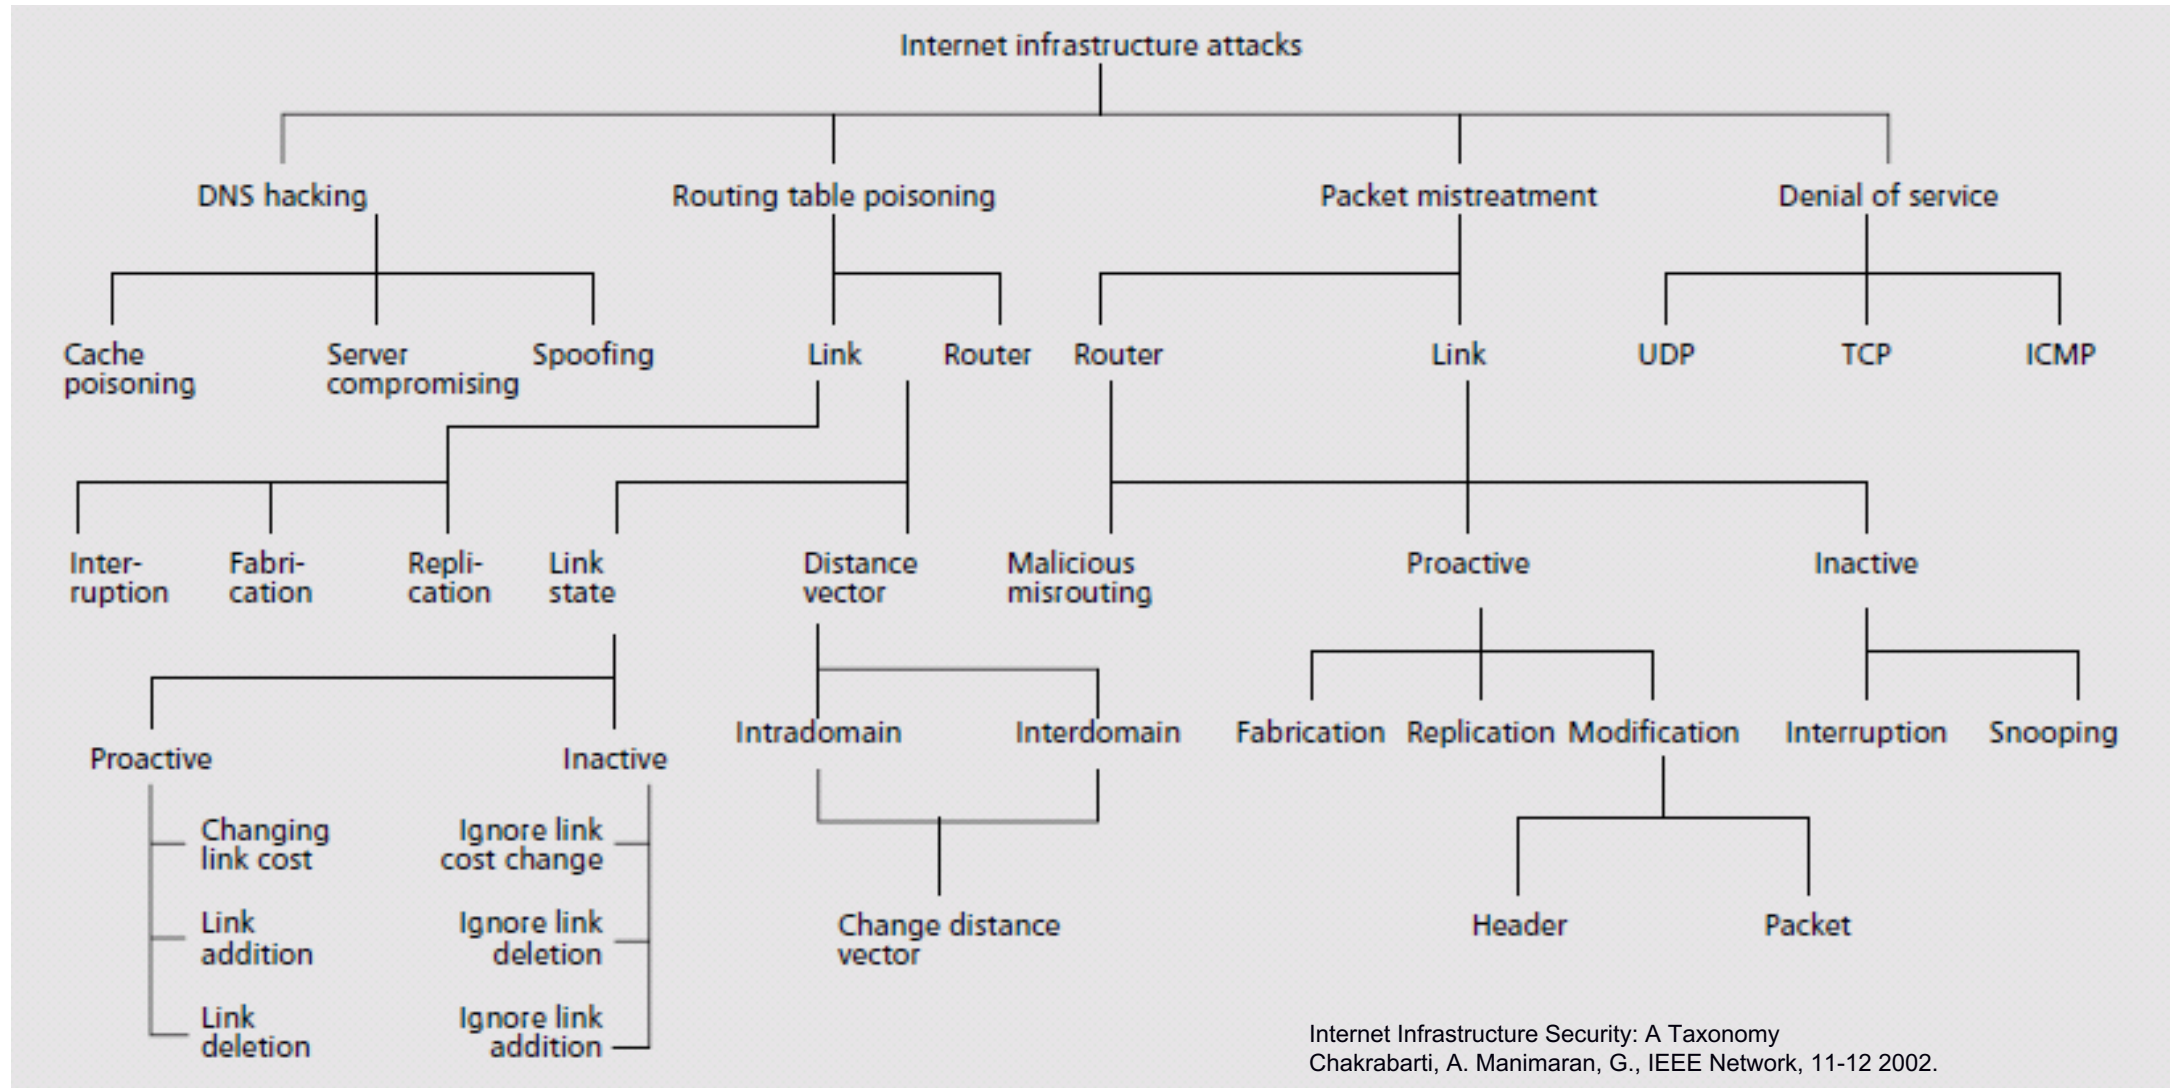 Internet infrastructure attacks
DNS hacking
Routing table poisoning
Packet mistreatment
Denial of service
Cache
poisoning
Server
compromising
Spoofing
Link
Router
Router
Link
UDP
TCP
ICMP
Inter-
ruption
Fabri-
cation
Repli-
cation
Link
state
Distance
vector
Malicious
misrouting
Proactive
Inactive
Proactive
Inactive
Intradomain
Interdomain
Fabrication
Replication
Modification
Interruption
Snooping
Changing
link cost
Link
addition
Link
deletion
Ignore link
cost change
Ignore link
deletion
Ignore link
addition
Change distance
vector
Header
Packet
Internet Infrastructure Security: A Taxonomy
Chakrabarti, A. Manimaran, G., IEEE Network, 11-12 2002.